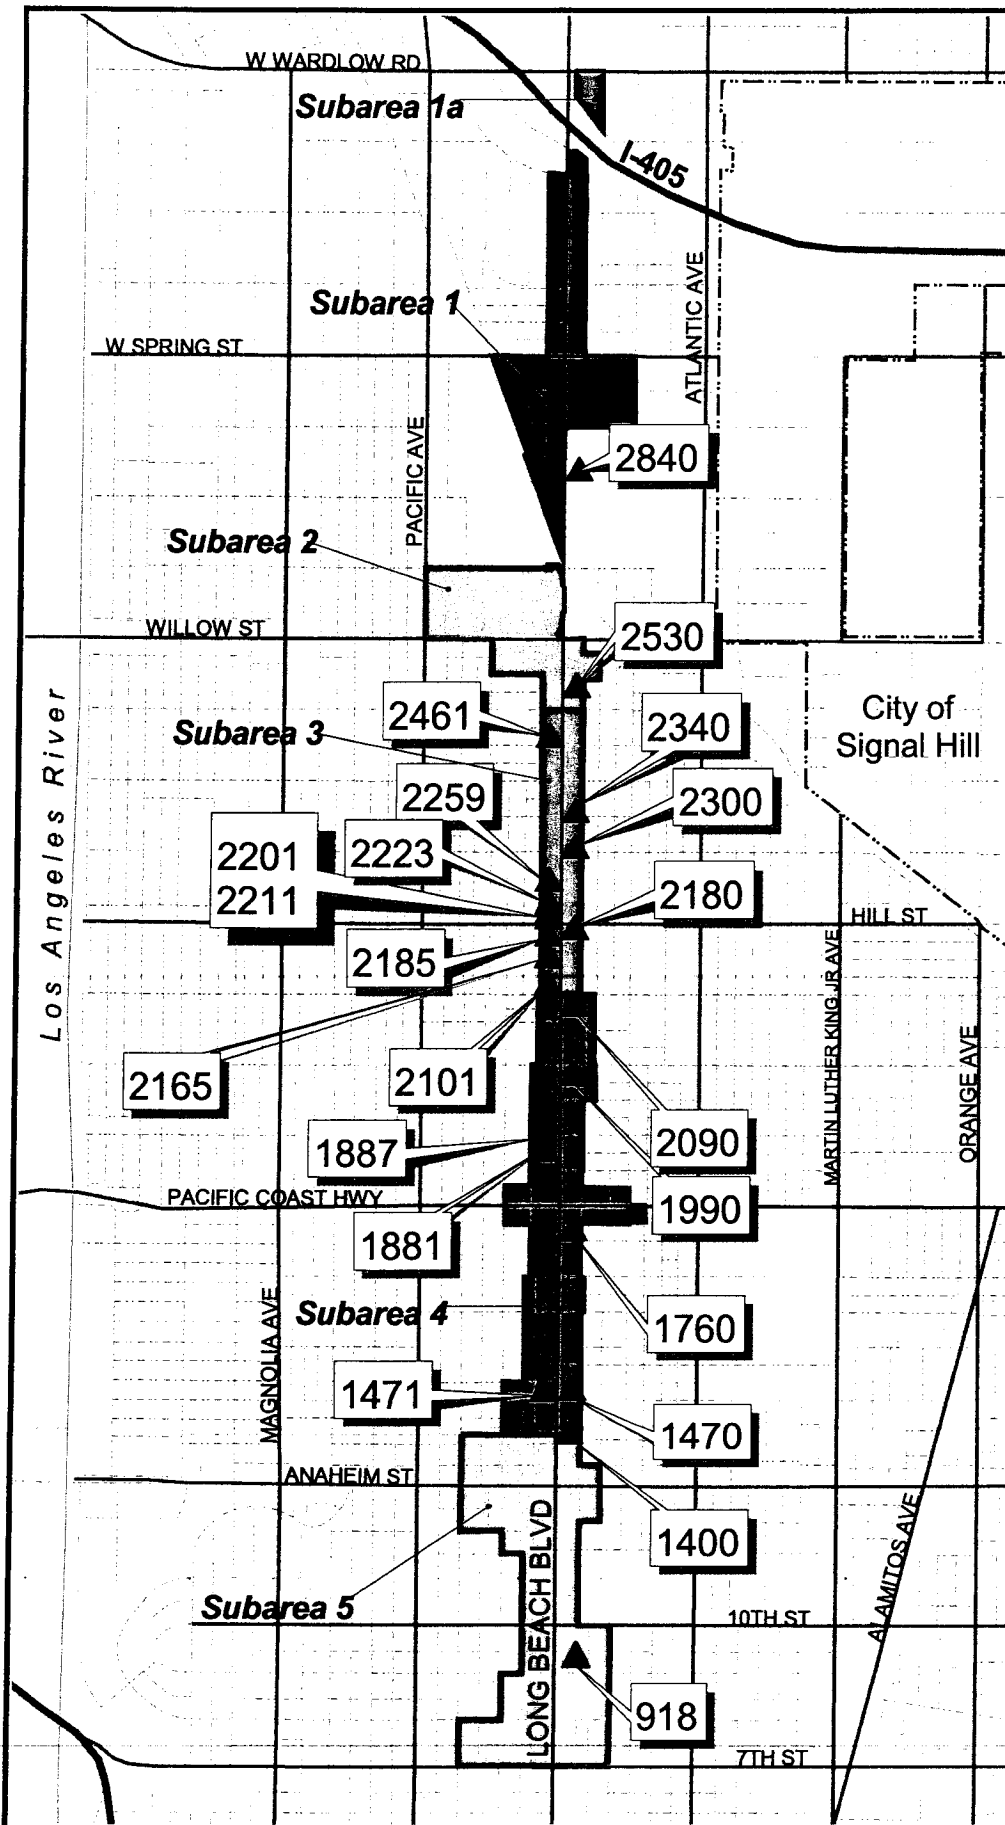 W WARDLOW RD
Subarea 1a
I-405
ATLANTIC AVE
Subarea 1
W SPRING ST
PACIFIC AVE
2840
Subarea 2
WILLOW ST
2530
Los Angeles River
2461
2340
City of
Signal Hill
Subarea 3
2259
2300
2201
2211
2223
2180
HILL ST
2185
MARTIN LUTHER KING JR AVE
ORANGE AVE
2165
2101
2090
1887
PACIFIC COAST HWY
1990
1881
MAGNOLIA AVE
Subarea 4
1760
1471
1470
ANAHEIM ST
LONG BEACH BLVD
1400
ALAMITOS AVE
Subarea 5
10TH ST
918
7TH ST